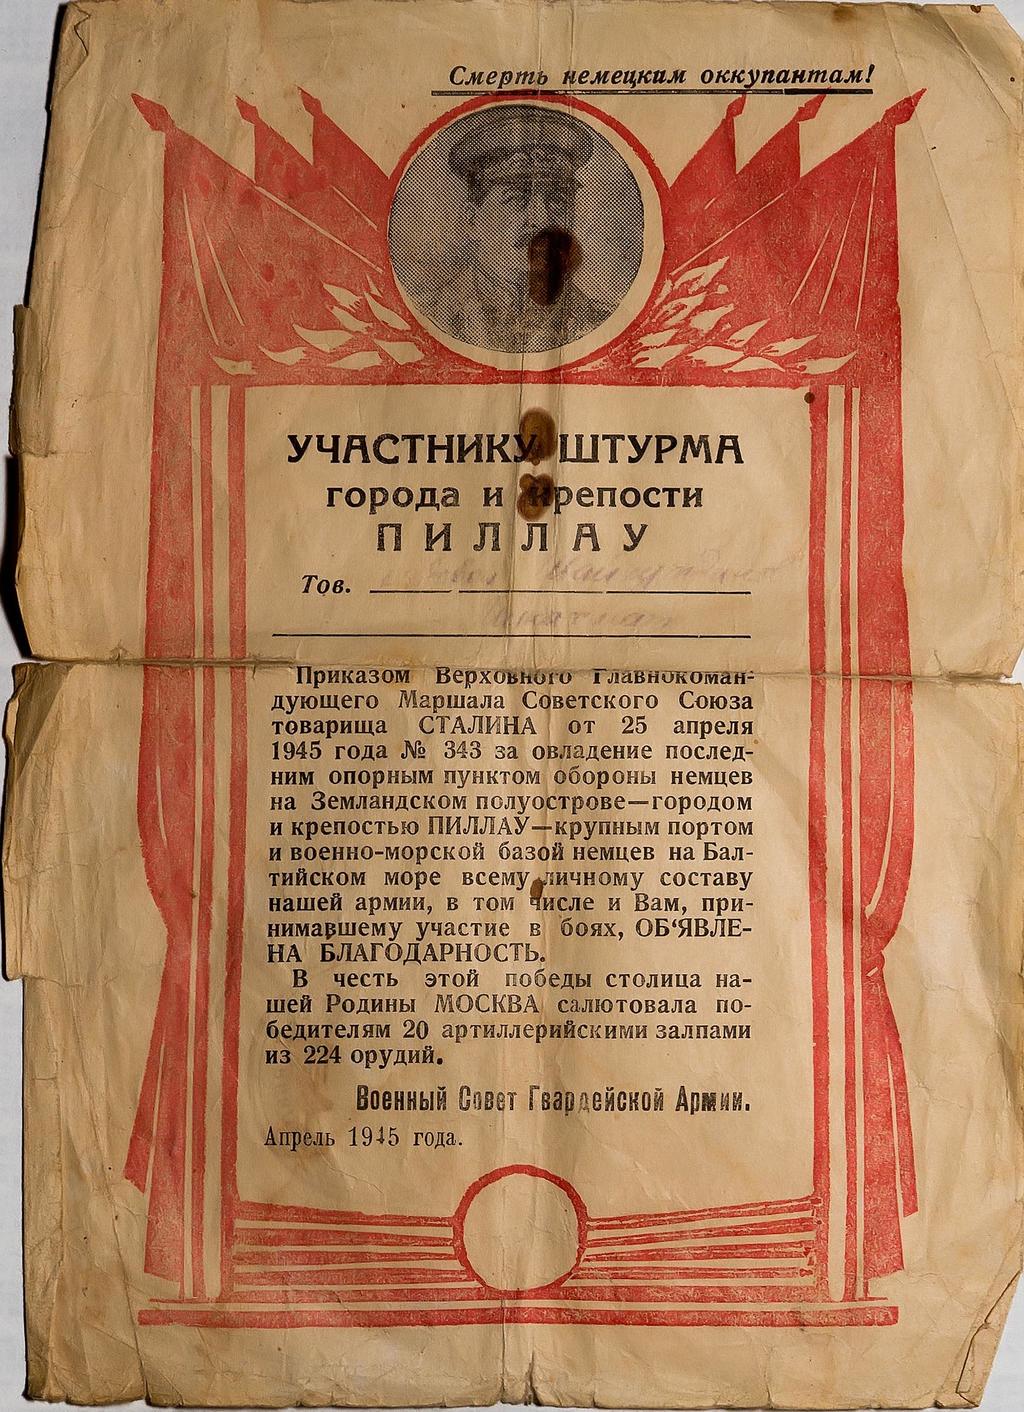 Смерть немецким оккупантам!
УЧАСТНИКУ ШТУРМА
города и крепости
ПИЛЛАУ
Тов.
Приказом Верховного Главнокоман-
дующего Маршала Советского Союза
товарища СТАЛИНА от 25 апреля
1945 года № 343 за овладение послед-
ним опорным пунктом обороны немцев
на Земландском полуострове—городом
и крепостью ПИЛЛАУ—крупным портом
и военно-морской базой немцев на Бал-
тийском море всему личному составу
нашей армии, в том числе и Вам, при-
нимавшему участие в боях, ОБ‘ЯВЛЕ-
НА БЛАГОДАРНОСТЬ.
В честь этой победы столица на-
шей Родины МОСКВА салютовала по-
бедителям 20 артиллерийскими залпами
из 224 орудий.
Военный Совет Гвардейской Армии.
Апрель 1945 года.